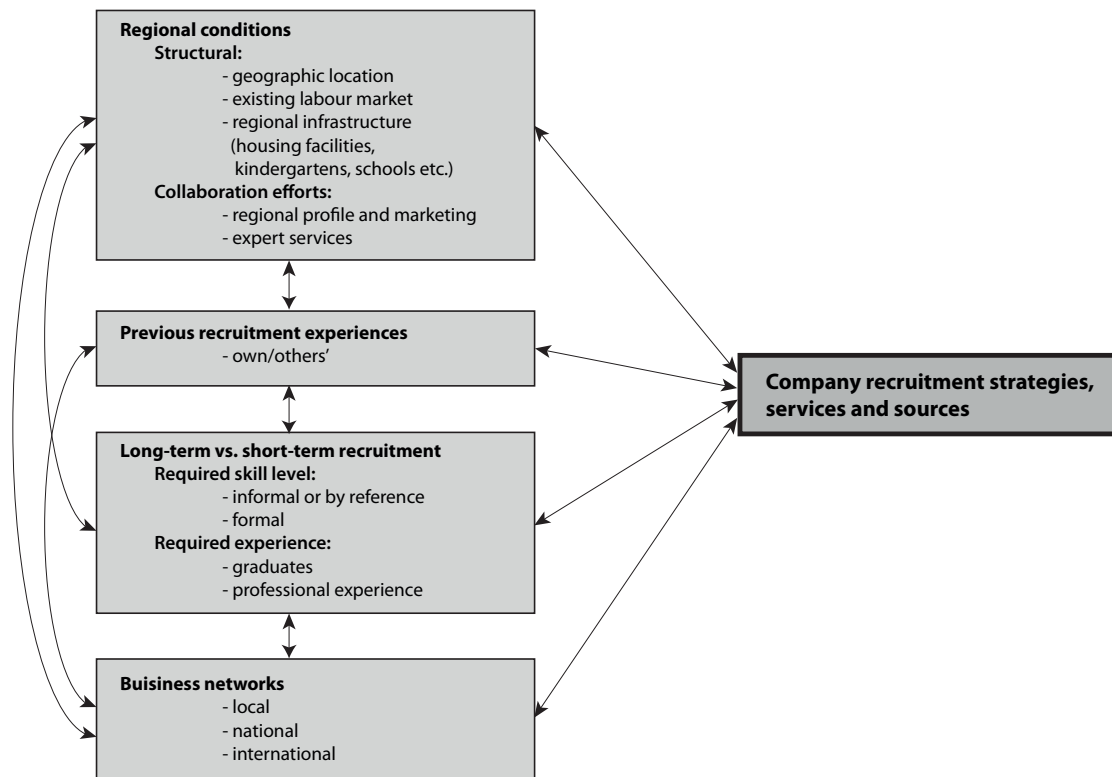 Regional conditions
Structural:
- geographic location
- existing labour market
- regional infrastructure
(housing facilities,
kindergartens, schools etc.)
Collaboration efforts:
- regional profile and marketing
- expert services
Previous recruitment experiences
- own/others’
Long-term vs. short-term recruitment
Required skill level:
- informal or by reference
- formal
Required experience:
- graduates
- professional experience
Buisiness networks
- local
- national
- international
Company recruitment strategies,
services and sources